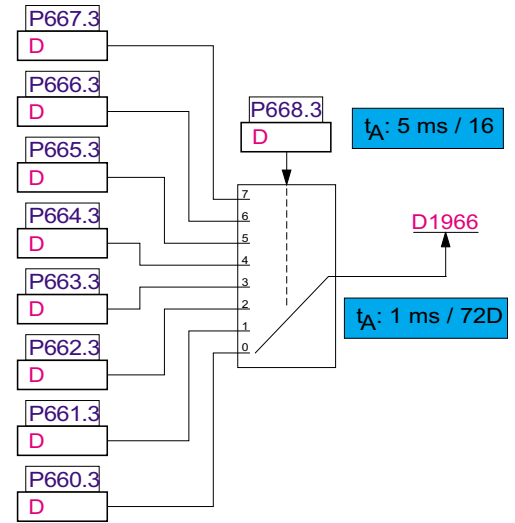 P667.3
D
P666.3
D
P665.3
D
P664.3
D
P663.3
D
P662.3
D
P661.3
D
P660.3
D
P668.3
D
7
6
5
4
3
2
1
0
tA: 5 ms / 16
D1966
tA: 1 ms / 72D